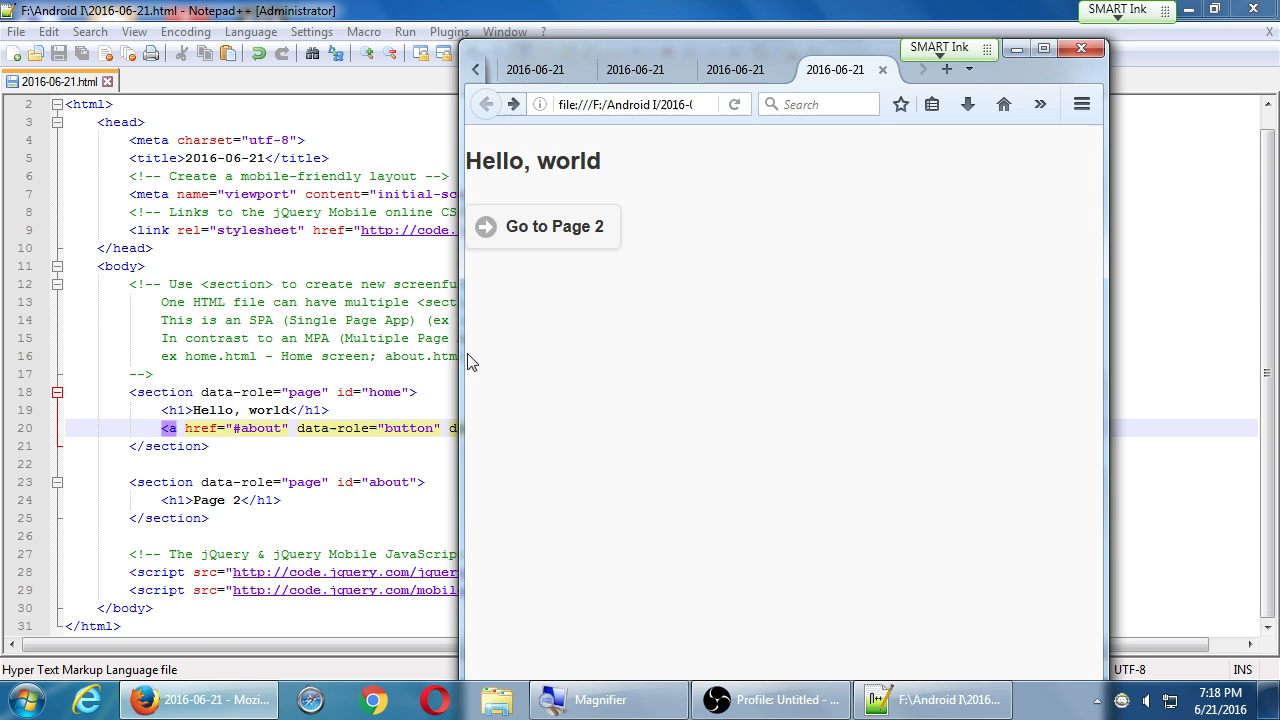 F:\Android I\2016-06-21.html - Notepad++ [Administrator]
SMART Ink
File Edit Search View Encoding Language Settings Macro Run Plugins Window ?
X
2016-06-21.html
2 <html>
3 <head>
4 <meta charset="utf-8">
5 <title>2016-06-21</title>
6 <!-- Create a mobile-friendly layout -->
7 <meta name="viewport" content="initial-sc
8 <!-- Links to the jQuery Mobile online CS
9 <link rel="stylesheet" href="http://code.
10 </head>
11 <body>
12 <!-- Use <section> to create new screenfu
13 One HTML file can have multiple <sect
14 This is an SPA (Single Page App) (ex
15 In contrast to an MPA (Multiple Page
16 ex home.html - Home screen; about.htm
17 -->
18 <section data-role="page" id="home">
19 <h1>Hello, world</h1>
20 <a href="#about" data-role="button" d
21 </section>
22
23 <section data-role="page" id="about">
24 <h1>Page 2</h1>
25 </section>
26
27 <!-- The jQuery & jQuery Mobile JavaScrip
28 <script src="http://code.jquery.com/jquer
29 <script src="http://code.jquery.com/mobil
30 </body>
31 </html>
SMART Ink
2016-06-21 2016-06-21 2016-06-21 2016-06-21
file:///F:/Android I/2016-0
Search
Hello, world
Go to Page 2
Hyper Text Markup Language file
UTF-8 INS
2016-06-21 - Mozi...
Magnifier
Profile: Untitled - ...
F:\Android I\2016...
7:18 PM
6/21/2016